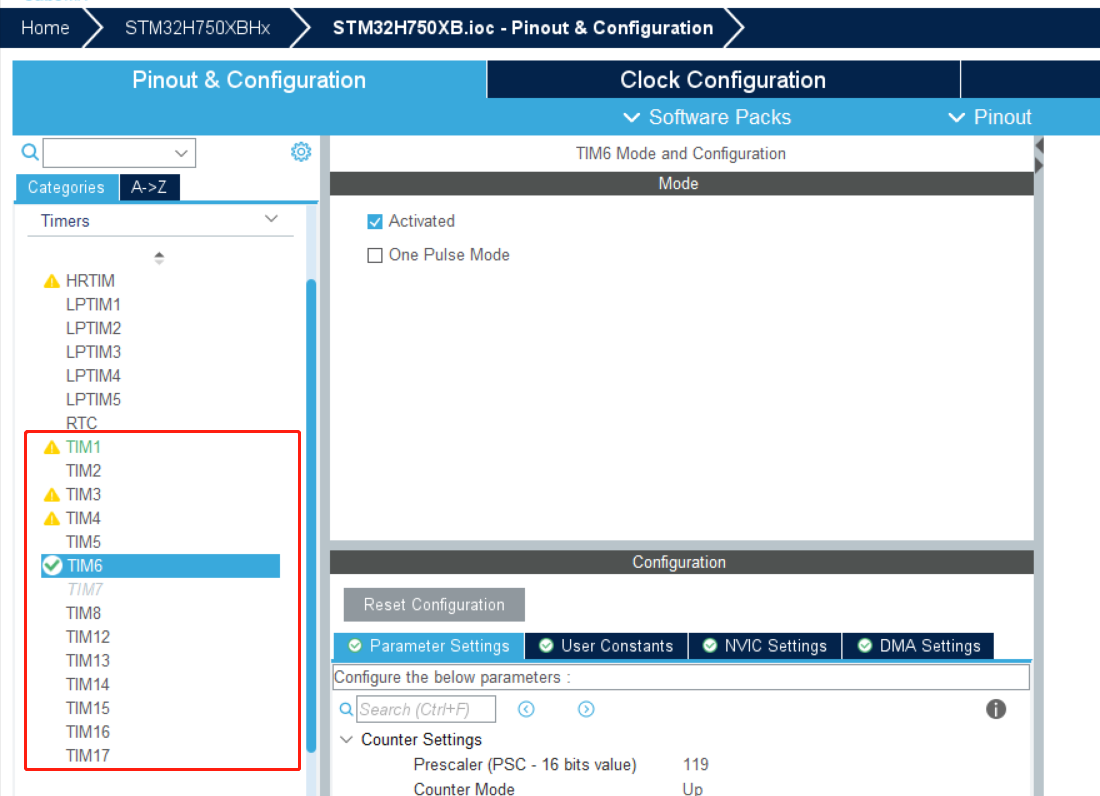 Home STM32H750XBHx STM32H750XB.ioc - Pinout & Configuration
Pinout & Configuration Clock Configuration
Software Packs Pinout
TIM6 Mode and Configuration
Categories A->Z
Mode
Timers
Activated
One Pulse Mode
HRTIM
LPTIM1
LPTIM2
LPTIM3
LPTIM4
LPTIM5
RTC
TIM1
TIM2
TIM3
TIM4
TIM5
TIM6
TIM7
TIM8
TIM12
TIM13
TIM14
TIM15
TIM16
TIM17
Configuration
Reset Configuration
Parameter Settings User Constants NVIC Settings DMA Settings
Configure the below parameters :
Search (Ctrl+F)
Counter Settings
Prescaler (PSC - 16 bits value) 119
Counter Mode Up